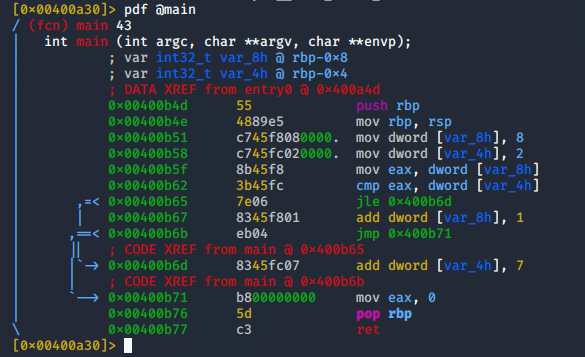 [0x00400a30]> pdf @main
/ (fcn) main 43
|   int main (int argc, char **argv, char **envp);
|           ; var int32_t var_8h @ rbp-0x8
|           ; var int32_t var_4h @ rbp-0x4
|           ; DATA XREF from entry0 @ 0x400a4d
|           0x00400b4d      55             push rbp
|           0x00400b4e      4889e5         mov rbp, rsp
|           0x00400b51      c745f8080000.  mov dword [var_8h], 8
|           0x00400b58      c745fc020000.  mov dword [var_4h], 2
|           0x00400b5f      8b45f8         mov eax, dword [var_8h]
|           0x00400b62      3b45fc         cmp eax, dword [var_4h]
|       ,=< 0x00400b65      7e06           jle 0x400b6d
|       |   0x00400b67      8345f801       add dword [var_8h], 1
|      ,==< 0x00400b6b      eb04           jmp 0x400b71
|      ||   ; CODE XREF from main @ 0x400b65
|      |`-> 0x00400b6d      8345fc07       add dword [var_4h], 7
|      |    ; CODE XREF from main @ 0x400b6b
|      `--> 0x00400b71      b800000000     mov eax, 0
|           0x00400b76      5d             pop rbp
\           0x00400b77      c3             ret
[0x00400a30]>